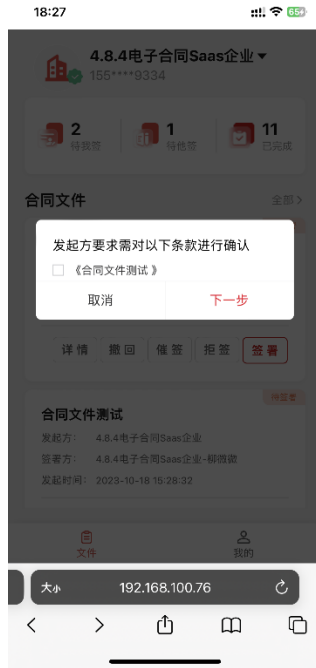 18:27
65
4.8.4电子合同Saas企业
155****9334
2
待我签
1
待他签
11
已完成
合同文件
全部
发起方要求需对以下条款进行确认
《合同文件测试 》
取消
下一步
详情
撤回
催签
拒签
签署
待签署
合同文件测试
发起方： 4.8.4电子合同Saas企业
签署方： 4.8.4电子合同Saas企业-柳微微
发起时间： 2023-10-18 15:28:32
文件
我的
大小
192.168.100.76